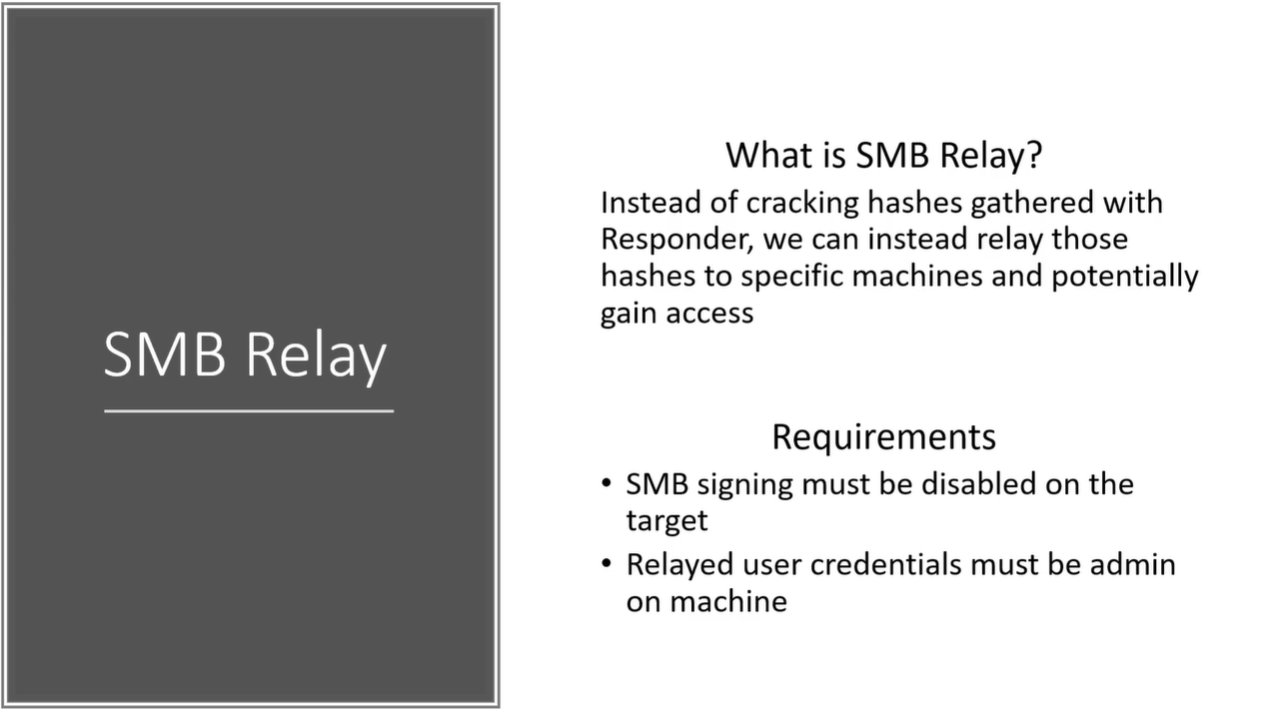 SMB Relay
What is SMB Relay?
Instead of cracking hashes gathered with
Responder, we can instead relay those
hashes to specific machines and potentially
gain access
Requirements
• SMB signing must be disabled on the
target
• Relayed user credentials must be admin
on machine